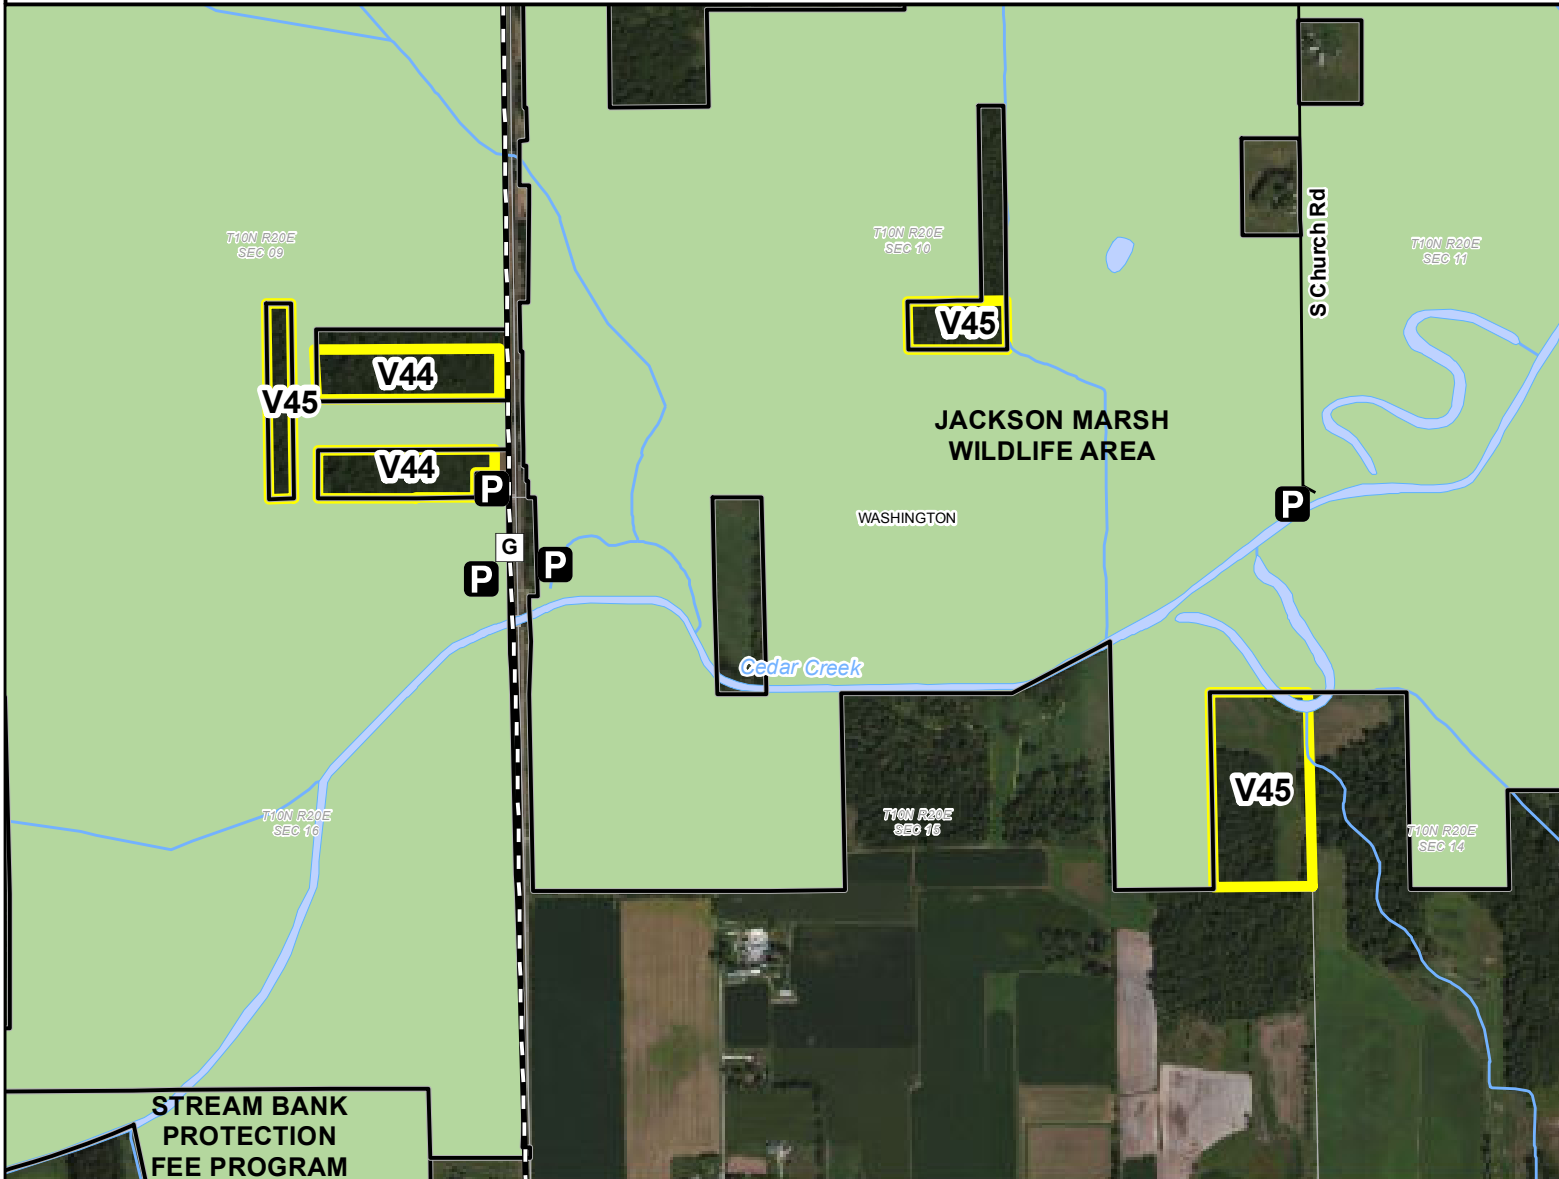 T10N R20E
SEC 09
T10N R20E
SEC 10
T10N R20E
SEC 11
S Church Rd
V45
V44
V45
V44
P
JACKSON MARSH
WILDLIFE AREA
WASHINGTON
P
G
P
P
Cedar Creek
T10N R20E
SEC 16
T10N R20E
SEC 15
V45
T10N R20E
SEC 14
STREAM BANK
PROTECTION
FEE PROGRAM